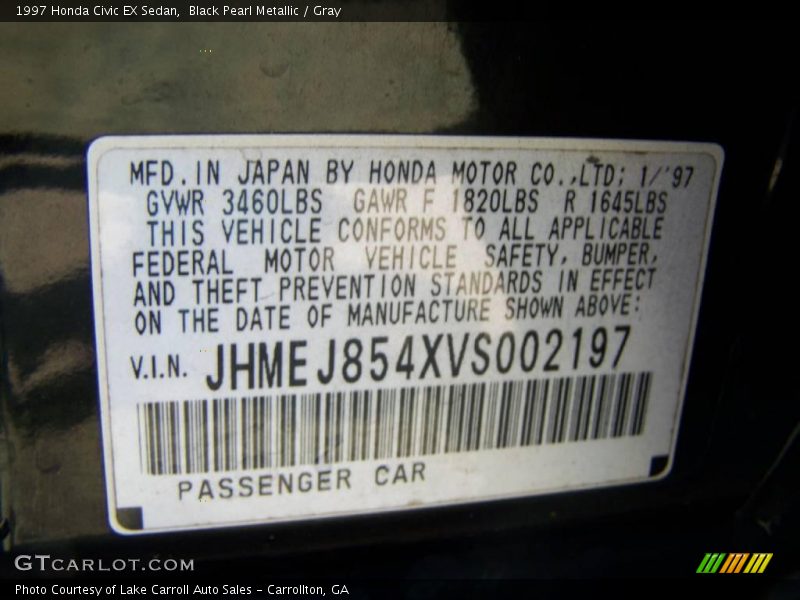 1997 Honda Civic EX Sedan, Black Pearl Metallic / Gray
MFD. IN JAPAN BY HONDA MOTOR CO.,LTD; 1/'97
GVWR 3460LBS GAWR F 1820LBS R 1645LBS
THIS VEHICLE CONFORMS TO ALL APPLICABLE
FEDERAL MOTOR VEHICLE SAFETY, BUMPER,
AND THEFT PREVENTION STANDARDS IN EFFECT
ON THE DATE OF MANUFACTURE SHOWN ABOVE:
V.I.N. JHMEJ854XVS002197
PASSENGER CAR
GTCARLOT.COM
Photo Courtesy of Lake Carroll Auto Sales - Carrollton, GA